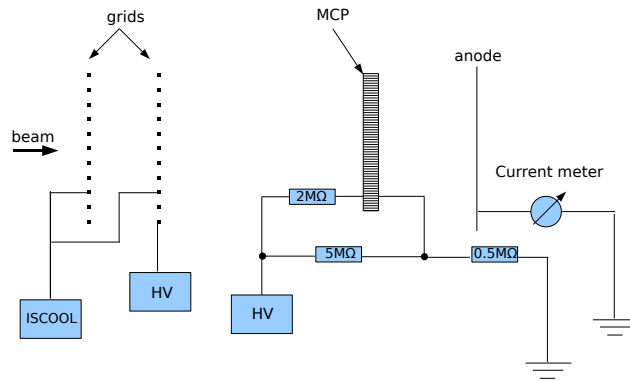 grids
MCP
anode
beam
Current meter
2MΩ
5MΩ
0.5MΩ
HV
ISCOOL
HV